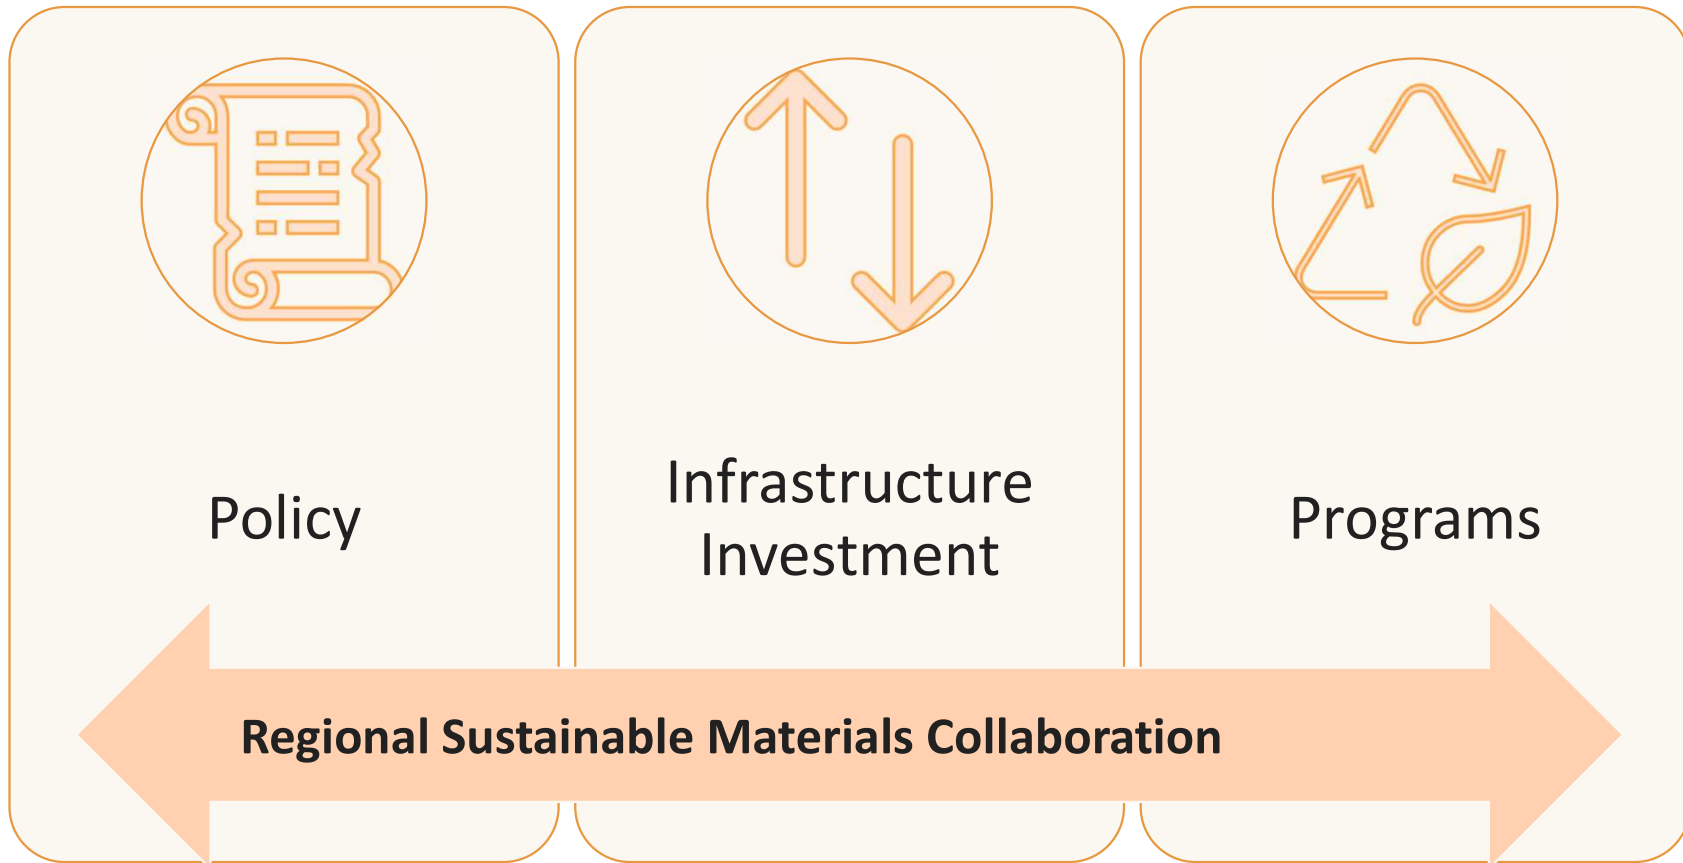 Policy
Infrastructure
Investment
Programs
Regional Sustainable Materials Collaboration